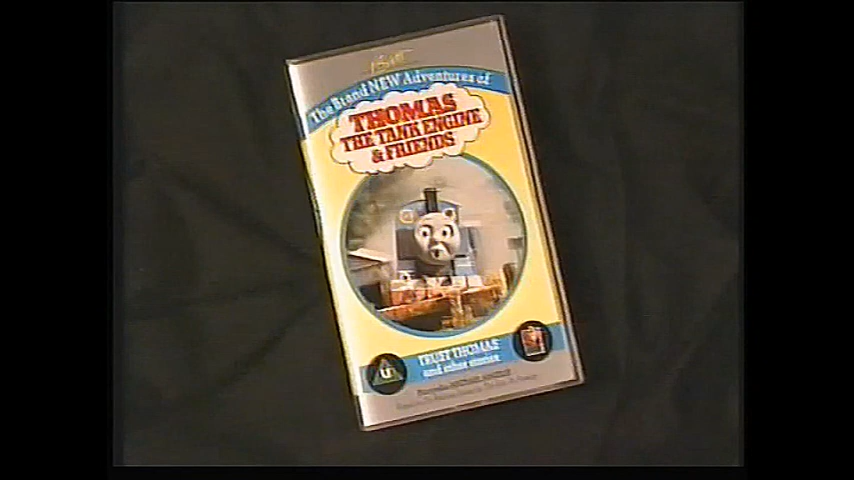 The Brand NEW Adventures of
THOMAS
THE TANK ENGINE
& FRIENDS
U
TRUST THOMAS
and other stories